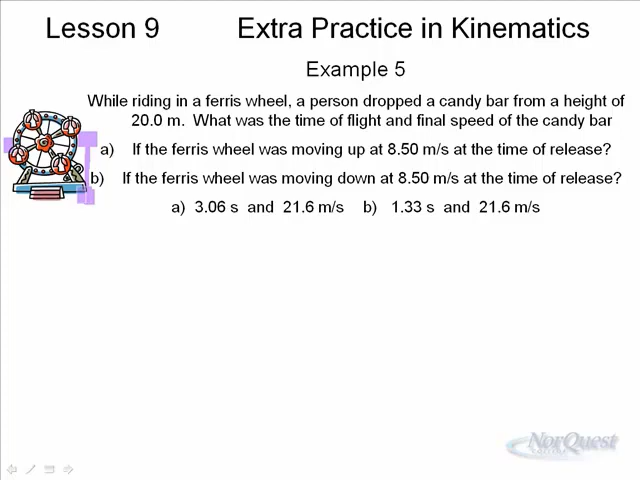 Lesson 9 Extra Practice in Kinematics
Example 5
While riding in a ferris wheel, a person dropped a candy bar from a height of
20.0 m. What was the time of flight and final speed of the candy bar
a) If the ferris wheel was moving up at 8.50 m/s at the time of release?
b) If the ferris wheel was moving down at 8.50 m/s at the time of release?
a) 3.06 s and 21.6 m/s b) 1.33 s and 21.6 m/s
NorQuest